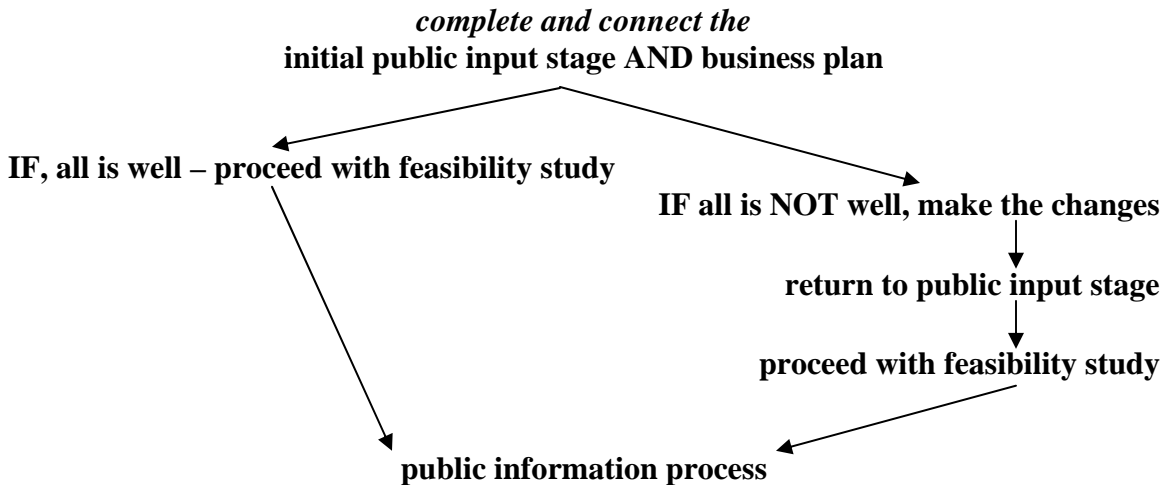 complete and connect the
initial public input stage AND business plan
IF, all is well – proceed with feasibility study
IF all is NOT well, make the changes
return to public input stage
proceed with feasibility study
public information process